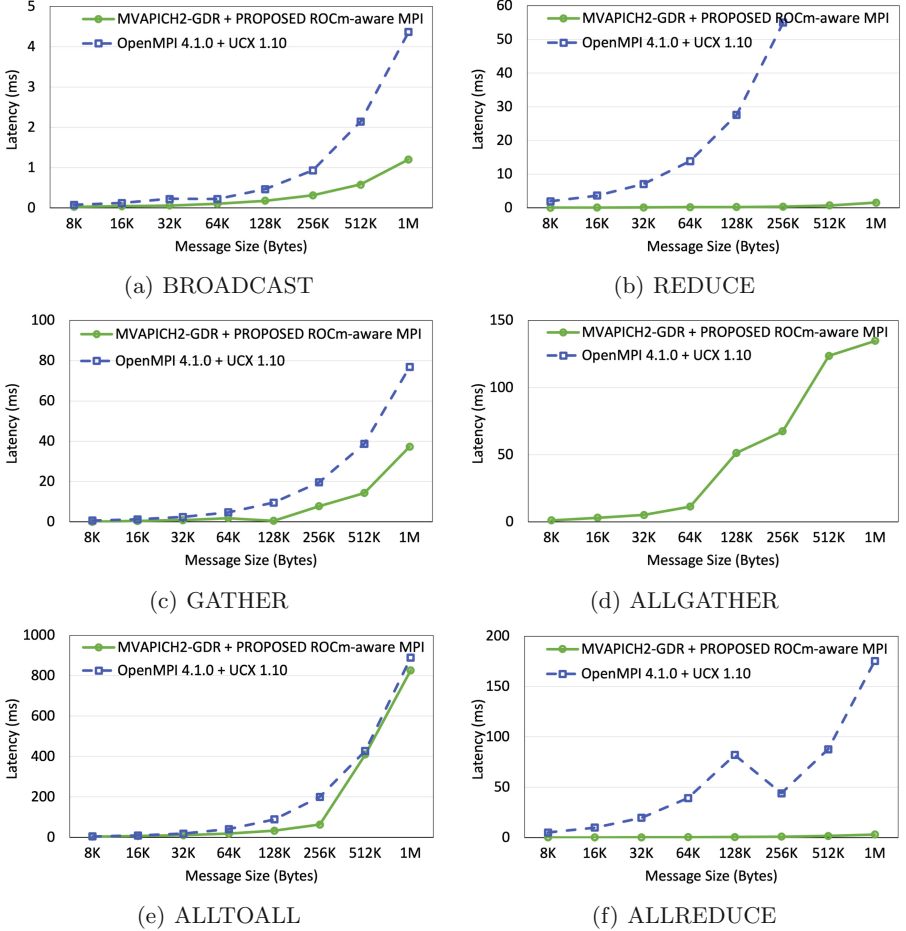 5
4
3
2
1
0
Latency (ms)
MVAPICH2-GDR + PROPOSED ROCm-aware MPI
OpenMPI 4.1.0 + UCX 1.10
8K 16K 32K 64K 128K 256K 512K 1M
Message Size (Bytes)
(a) BROADCAST
60
50
40
30
20
10
0
Latency (ms)
MVAPICH2-GDR + PROPOSED ROCm-aware MPI
OpenMPI 4.1.0 + UCX 1.10
8K 16K 32K 64K 128K 256K 512K 1M
Message Size (Bytes)
(b) REDUCE
100
80
60
40
20
0
Latency (ms)
MVAPICH2-GDR + PROPOSED ROCm-aware MPI
OpenMPI 4.1.0 + UCX 1.10
8K 16K 32K 64K 128K 256K 512K 1M
Message Size (Bytes)
(c) GATHER
150
100
50
0
Latency (ms)
MVAPICH2-GDR + PROPOSED ROCm-aware MPI
OpenMPI 4.1.0 + UCX 1.10
8K 16K 32K 64K 128K 256K 512K 1M
Message Size (Bytes)
(d) ALLGATHER
1000
800
600
400
200
0
Latency (ms)
MVAPICH2-GDR + PROPOSED ROCm-aware MPI
OpenMPI 4.1.0 + UCX 1.10
8K 16K 32K 64K 128K 256K 512K 1M
Message Size (Bytes)
(e) ALLTOALL
200
150
100
50
0
Latency (ms)
MVAPICH2-GDR + PROPOSED ROCm-aware MPI
OpenMPI 4.1.0 + UCX 1.10
8K 16K 32K 64K 128K 256K 512K 1M
Message Size (Bytes)
(f) ALLREDUCE